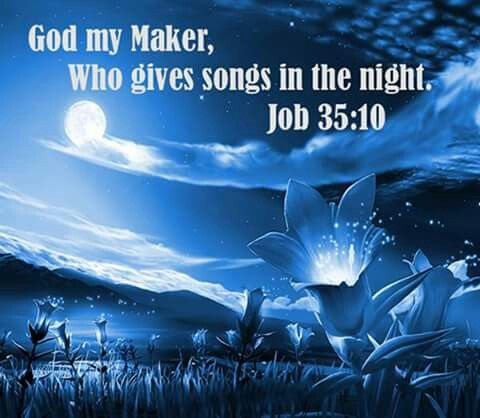 God my Maker,
Who gives songs in the night.
Job 35:10